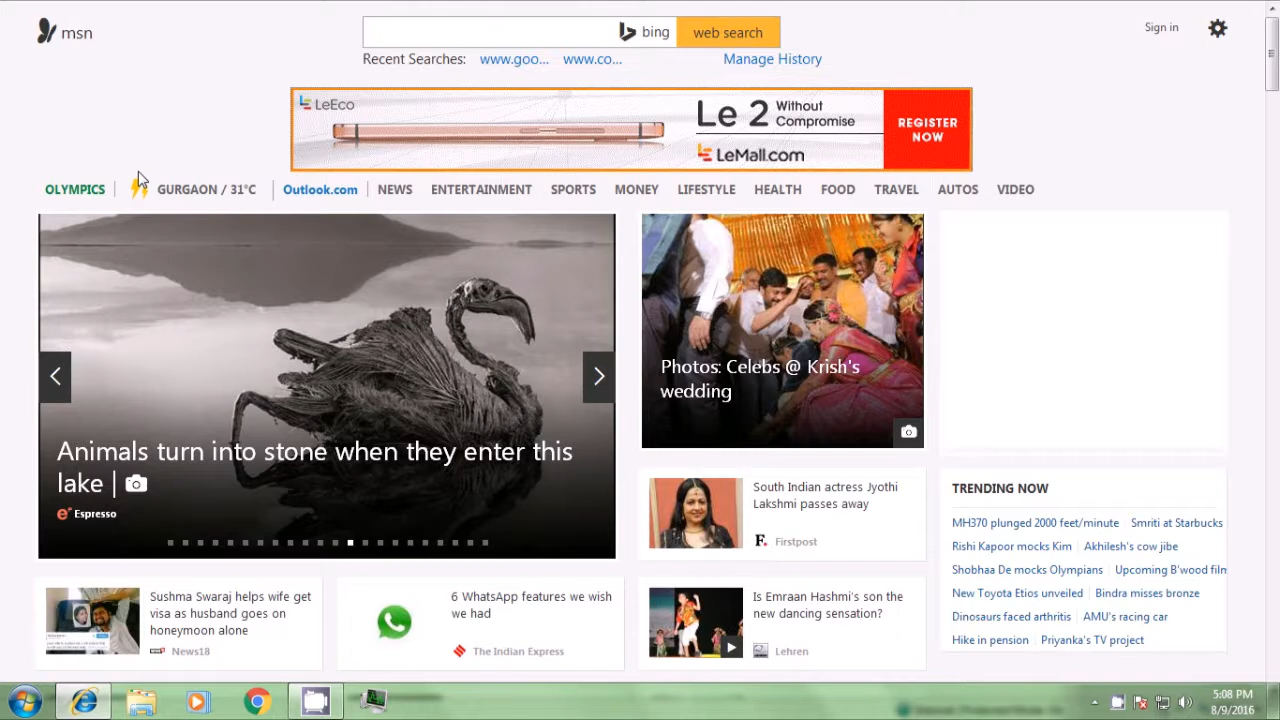 msn
bing
web search
Sign in
Recent Searches: www.goo... www.co... Manage History
LeEco
Le 2 Without Compromise
LeMall.com
REGISTER NOW
OLYMPICS
GURGAON / 31°C
Outlook.com
NEWS ENTERTAINMENT SPORTS MONEY LIFESTYLE HEALTH FOOD TRAVEL AUTOS VIDEO
Animals turn into stone when they enter this
lake |
Espresso
Photos: Celebs @ Krish's
wedding
South Indian actress Jyothi
Lakshmi passes away
F. Firstpost
TRENDING NOW
MH370 plunged 2000 feet/minute Smriti at Starbucks
Rishi Kapoor mocks Kim Akhilesh's cow jibe
Shobhaa De mocks Olympians Upcoming B'wood film
New Toyota Etios unveiled Bindra misses bronze
Dinosaurs faced arthritis AMU's racing car
Hike in pension Priyanka's TV project
Sushma Swaraj helps wife get
visa as husband goes on
honeymoon alone
News18
6 WhatsApp features we wish
we had
The Indian Express
Is Emraan Hashmi's son the
new dancing sensation?
Lehren
5:08 PM
8/9/2016